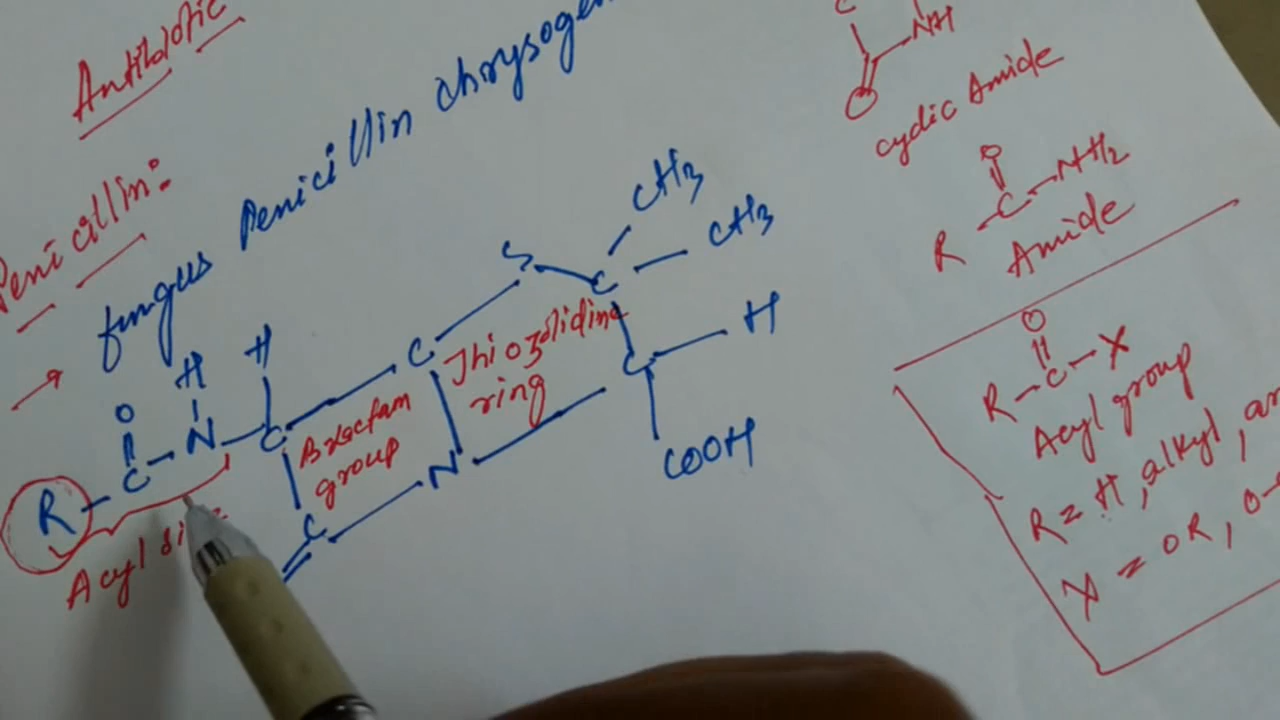 Antibiotic
Penicillin:
→ fungus Penicillin chrysogen
H H
O
R - C - N - C
C
S
C
CH3
CH3
C - H
COOH
N
C
Thiozolidine
ring
group
Acyl
C
NH
O
cyclic Amide
O
R - C - NH2
Amide
O
R - C - X
Acyl group
R = H, alkyl, ar
X = OR, O-